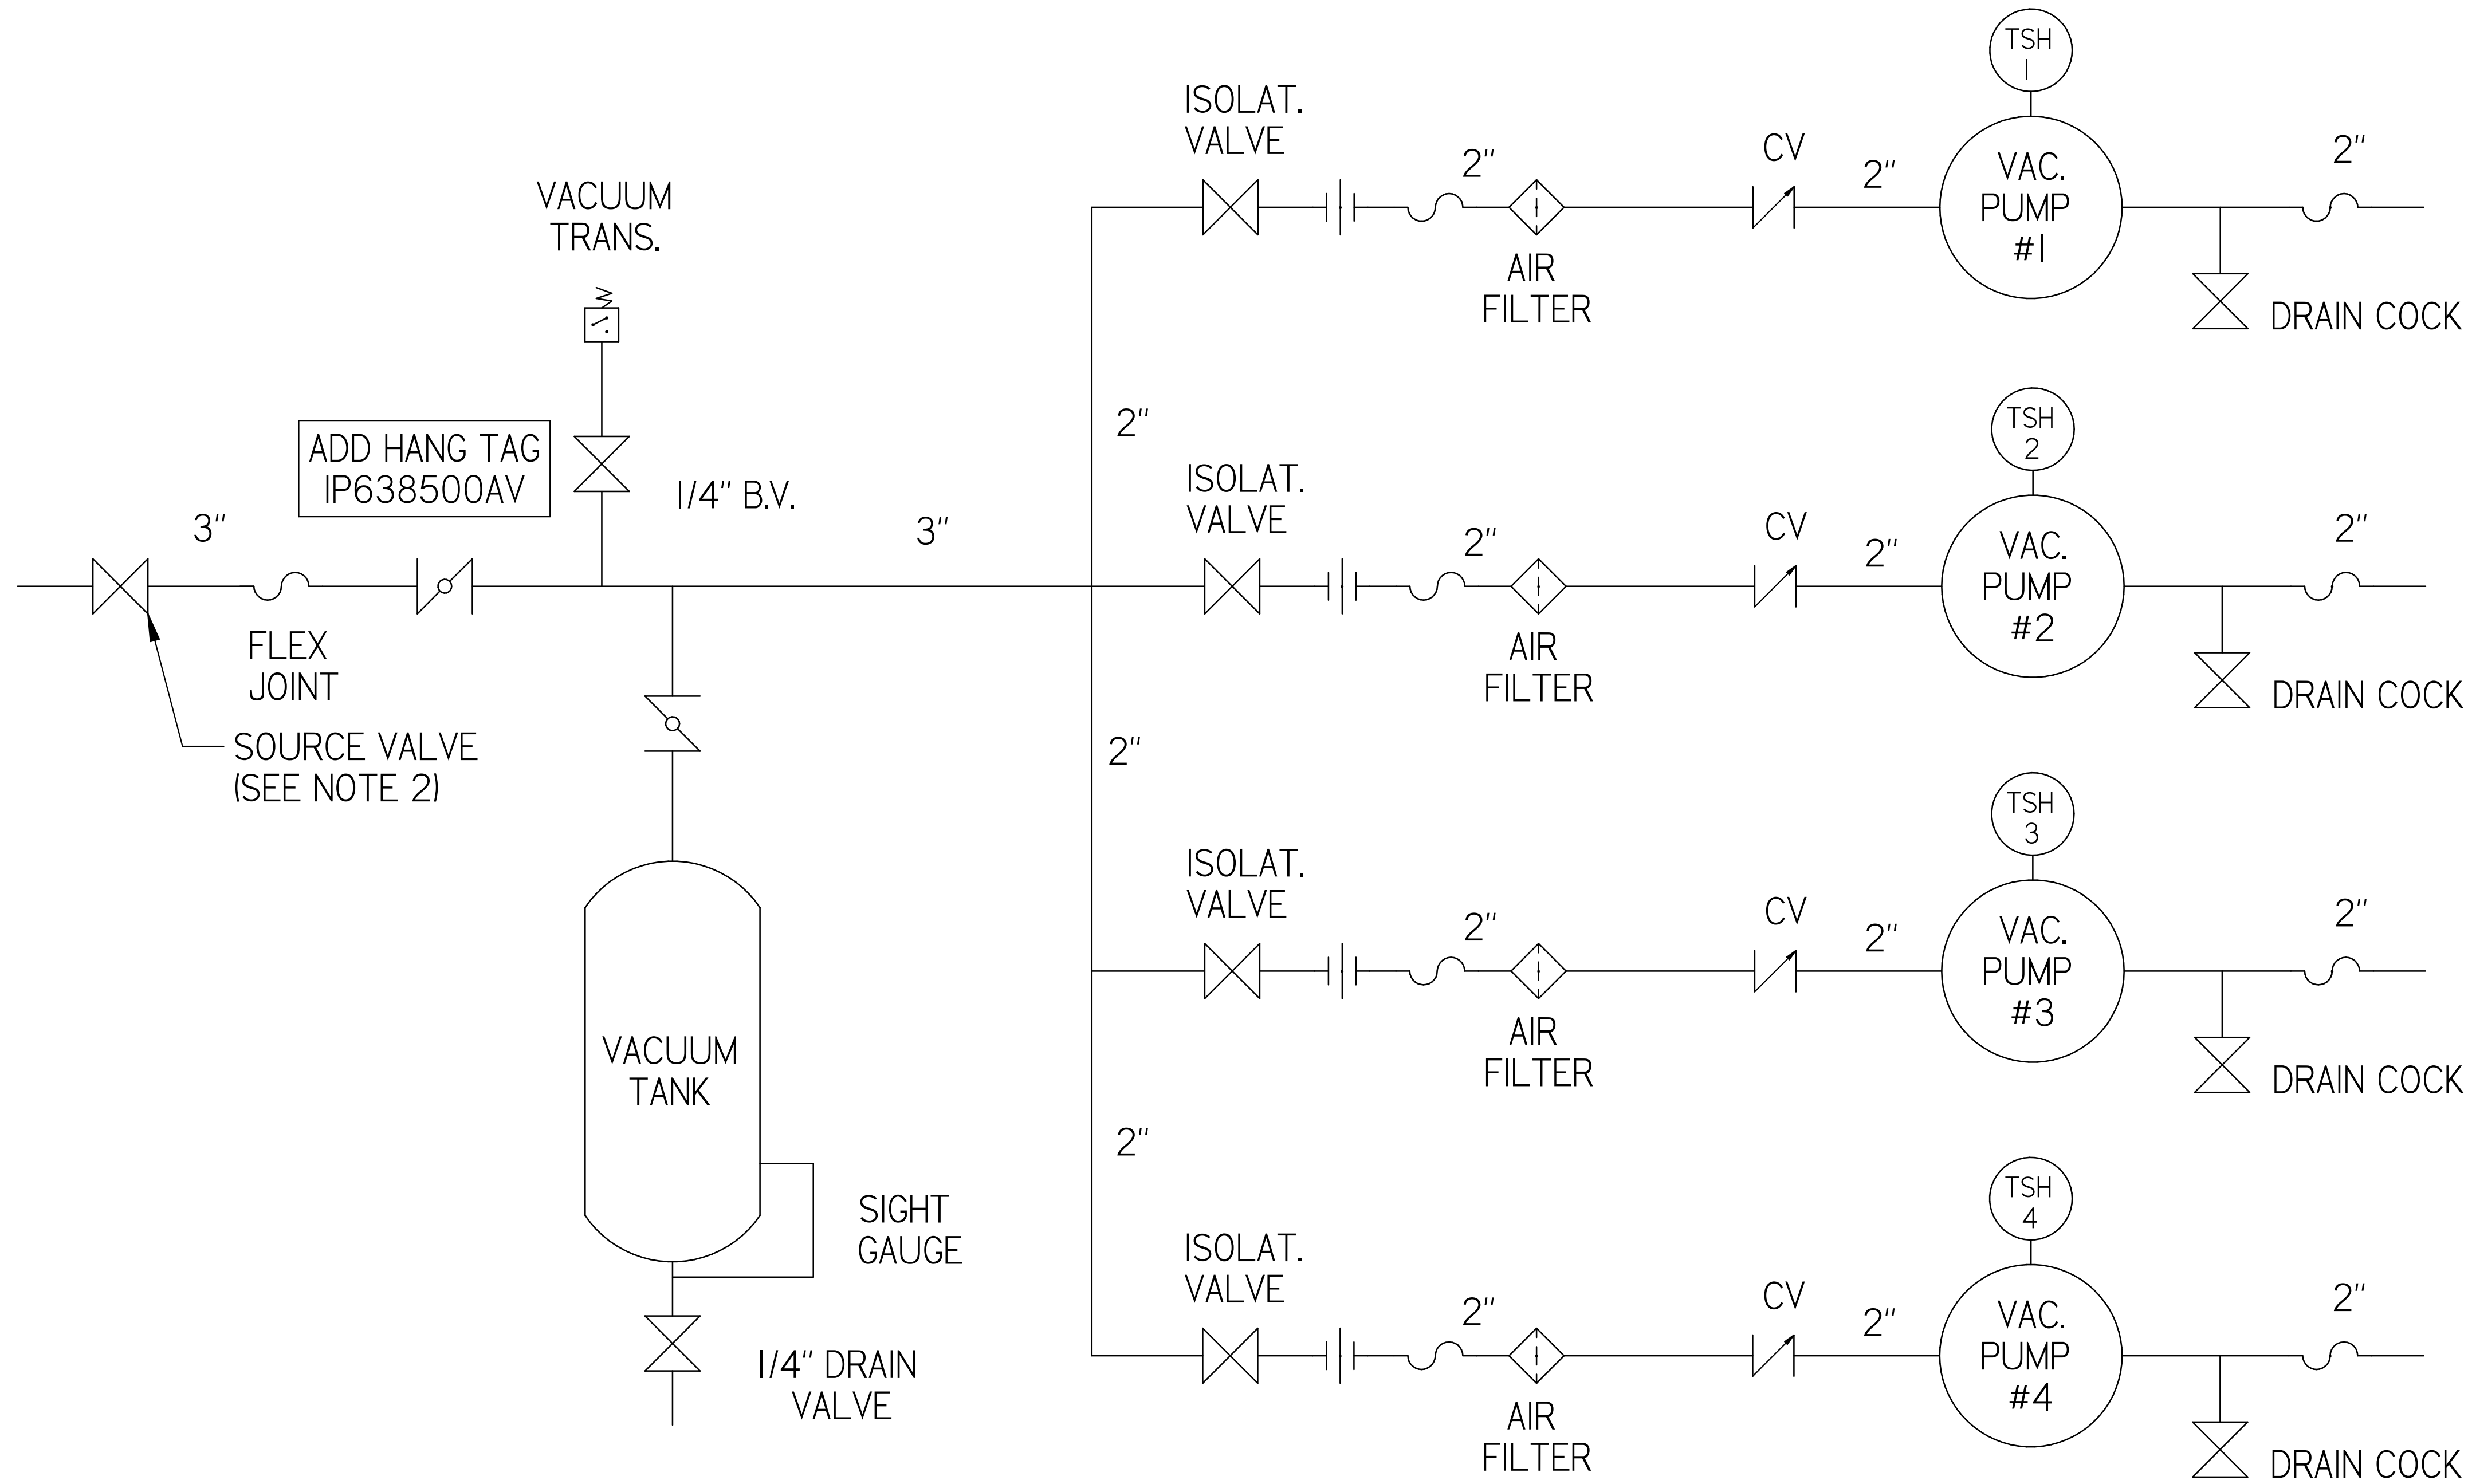 TSH
1
ISOLAT.
VALVE
2"
CV
2"
VAC.
PUMP
#1
2"
AIR
FILTER
DRAIN COCK
VACUUM
TRANS.
ADD HANG TAG
IP638500AV
1/4" B.V.
3"
3"
FLEX
JOINT
SOURCE VALVE
(SEE NOTE 2)
2"
TSH
2
ISOLAT.
VALVE
2"
CV
2"
VAC.
PUMP
#2
2"
AIR
FILTER
DRAIN COCK
2"
TSH
3
ISOLAT.
VALVE
2"
CV
2"
VAC.
PUMP
#3
2"
AIR
FILTER
DRAIN COCK
VACUUM
TANK
SIGHT
GAUGE
1/4" DRAIN
VALVE
2"
TSH
4
ISOLAT.
VALVE
2"
CV
2"
VAC.
PUMP
#4
2"
AIR
FILTER
DRAIN COCK